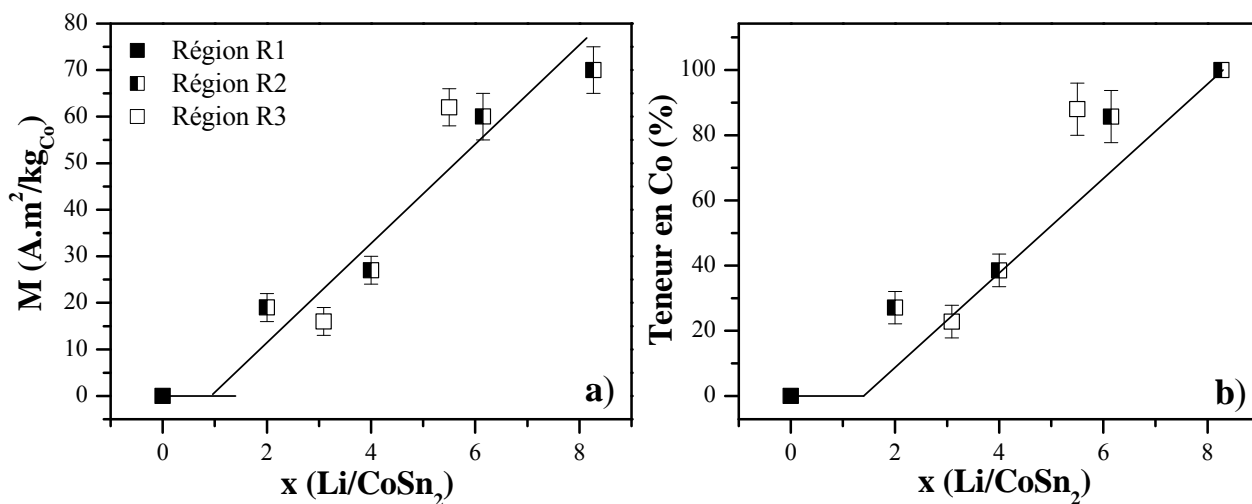 80
70
60
50
40
30
20
10
0
M (A.m²/kg_Co)
Région R1
Région R2
Région R3
a)
0 2 4 6 8
x (Li/CoSn₂)
100
80
60
40
20
0
Teneur en Co (%)
b)
0 2 4 6 8
x (Li/CoSn₂)